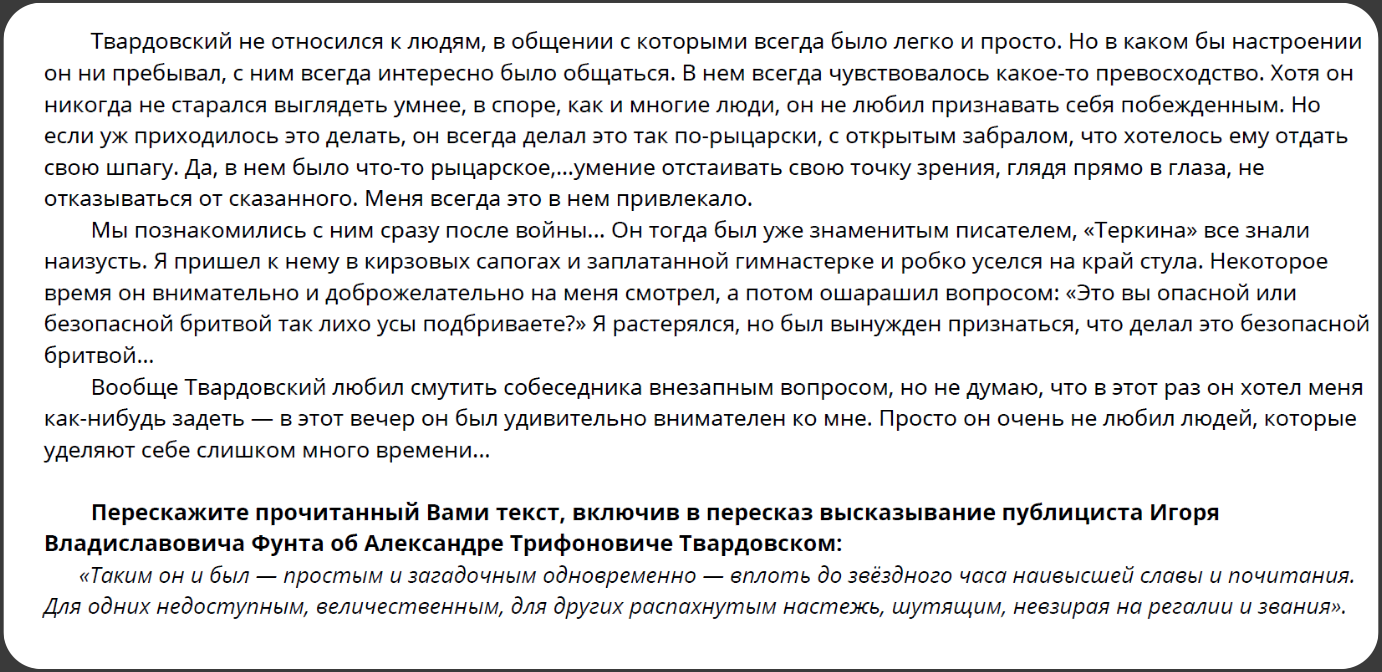 Твардовский не относился к людям, в общении с которыми всегда было легко и просто. Но в каком бы настроении
он ни пребывал, с ним всегда интересно было общаться. В нем всегда чувствовалось какое-то превосходство. Хотя он
никогда не старался выглядеть умнее, в споре, как и многие люди, он не любил признавать себя побежденным. Но
если уж приходилось это делать, он всегда делал это так по-рыцарски, с открытым забралом, что хотелось ему отдать
свою шпагу. Да, в нем было что-то рыцарское,...умение отстаивать свою точку зрения, глядя прямо в глаза, не
отказываться от сказанного. Меня всегда это в нем привлекало.
Мы познакомились с ним сразу после войны... Он тогда был уже знаменитым писателем, «Теркина» все знали
наизусть. Я пришел к нему в кирзовых сапогах и заплатанной гимнастерке и робко уселся на край стула. Некоторое
время он внимательно и доброжелательно на меня смотрел, а потом ошарашил вопросом: «Это вы опасной или
безопасной бритвой так лихо усы подбриваете?» Я растерялся, но был вынужден признаться, что делал это безопасной
бритвой...
Вообще Твардовский любил смутить собеседника внезапным вопросом, но не думаю, что в этот раз он хотел меня
как-нибудь задеть — в этот вечер он был удивительно внимателен ко мне. Просто он очень не любил людей, которые
уделяют себе слишком много времени...
Перескажите прочитанный Вами текст, включив в пересказ высказывание публициста Игоря
Владиславовича Фунта об Александре Трифоновиче Твардовском:
«Таким он и был — простым и загадочным одновременно — вплоть до звёздного часа наивысшей славы и почитания.
Для одних недоступным, величественным, для других распахнутым настежь, шутящим, невзирая на регалии и звания».